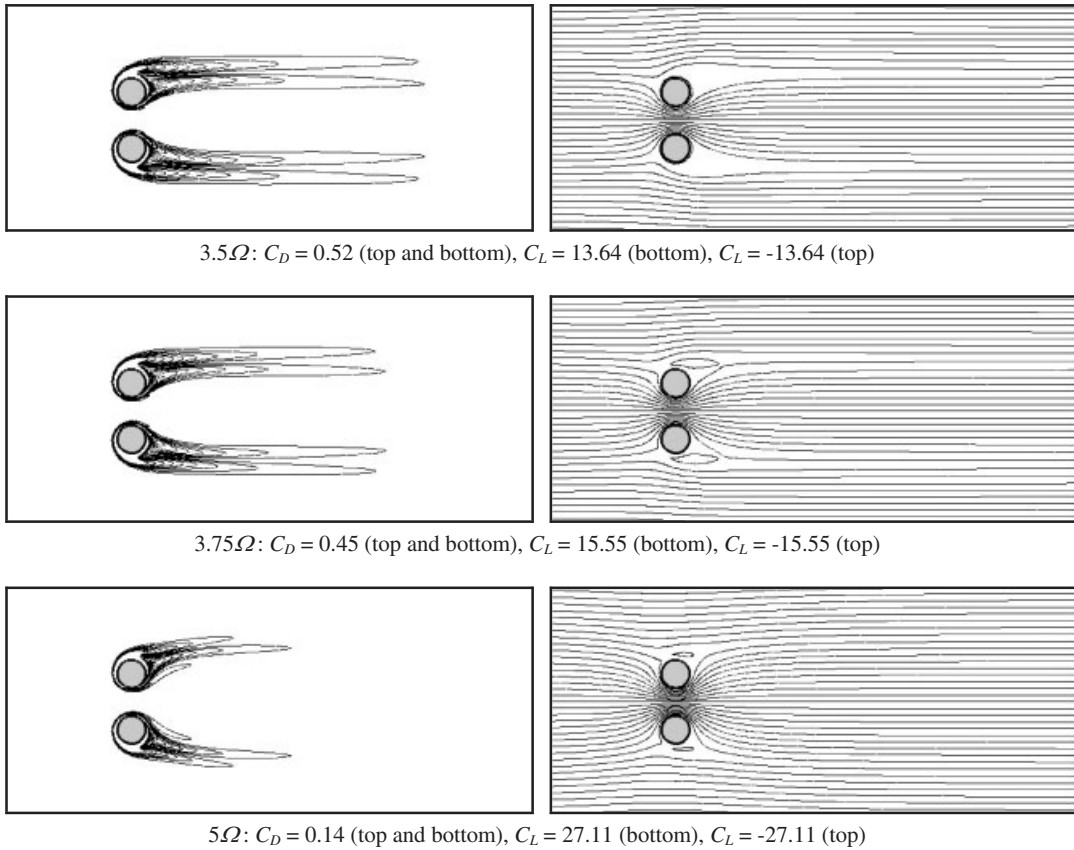 3.5Ω: C_D = 0.52 (top and bottom), C_L = 13.64 (bottom), C_L = -13.64 (top)
3.75Ω: C_D = 0.45 (top and bottom), C_L = 15.55 (bottom), C_L = -15.55 (top)
5Ω: C_D = 0.14 (top and bottom), C_L = 27.11 (bottom), C_L = -27.11 (top)